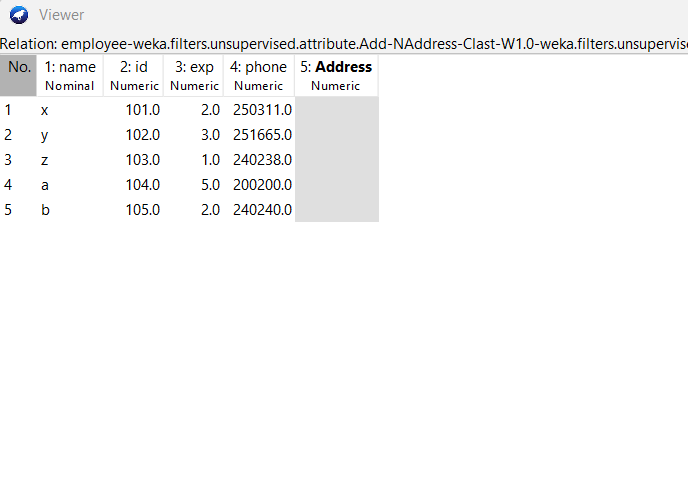 Viewer
Relation: employee-weka.filters.unsupervised.attribute.Add-NAddress-Clast-W1.0-weka.filters.unsupervise
No. 1: name 2: id 3: exp 4: phone 5: Address
Nominal Numeric Numeric Numeric Numeric
1 x 101.0 2.0 250311.0
2 y 102.0 3.0 251665.0
3 z 103.0 1.0 240238.0
4 a 104.0 5.0 200200.0
5 b 105.0 2.0 240240.0